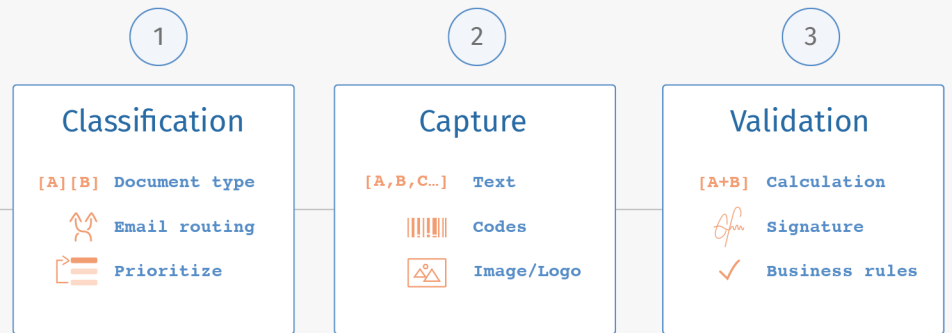 1
2
3
Classification
[A][B] Document type
Email routing
Prioritize
Capture
[A,B,C…] Text
Codes
Image/Logo
Validation
[A+B] Calculation
Signature
Business rules